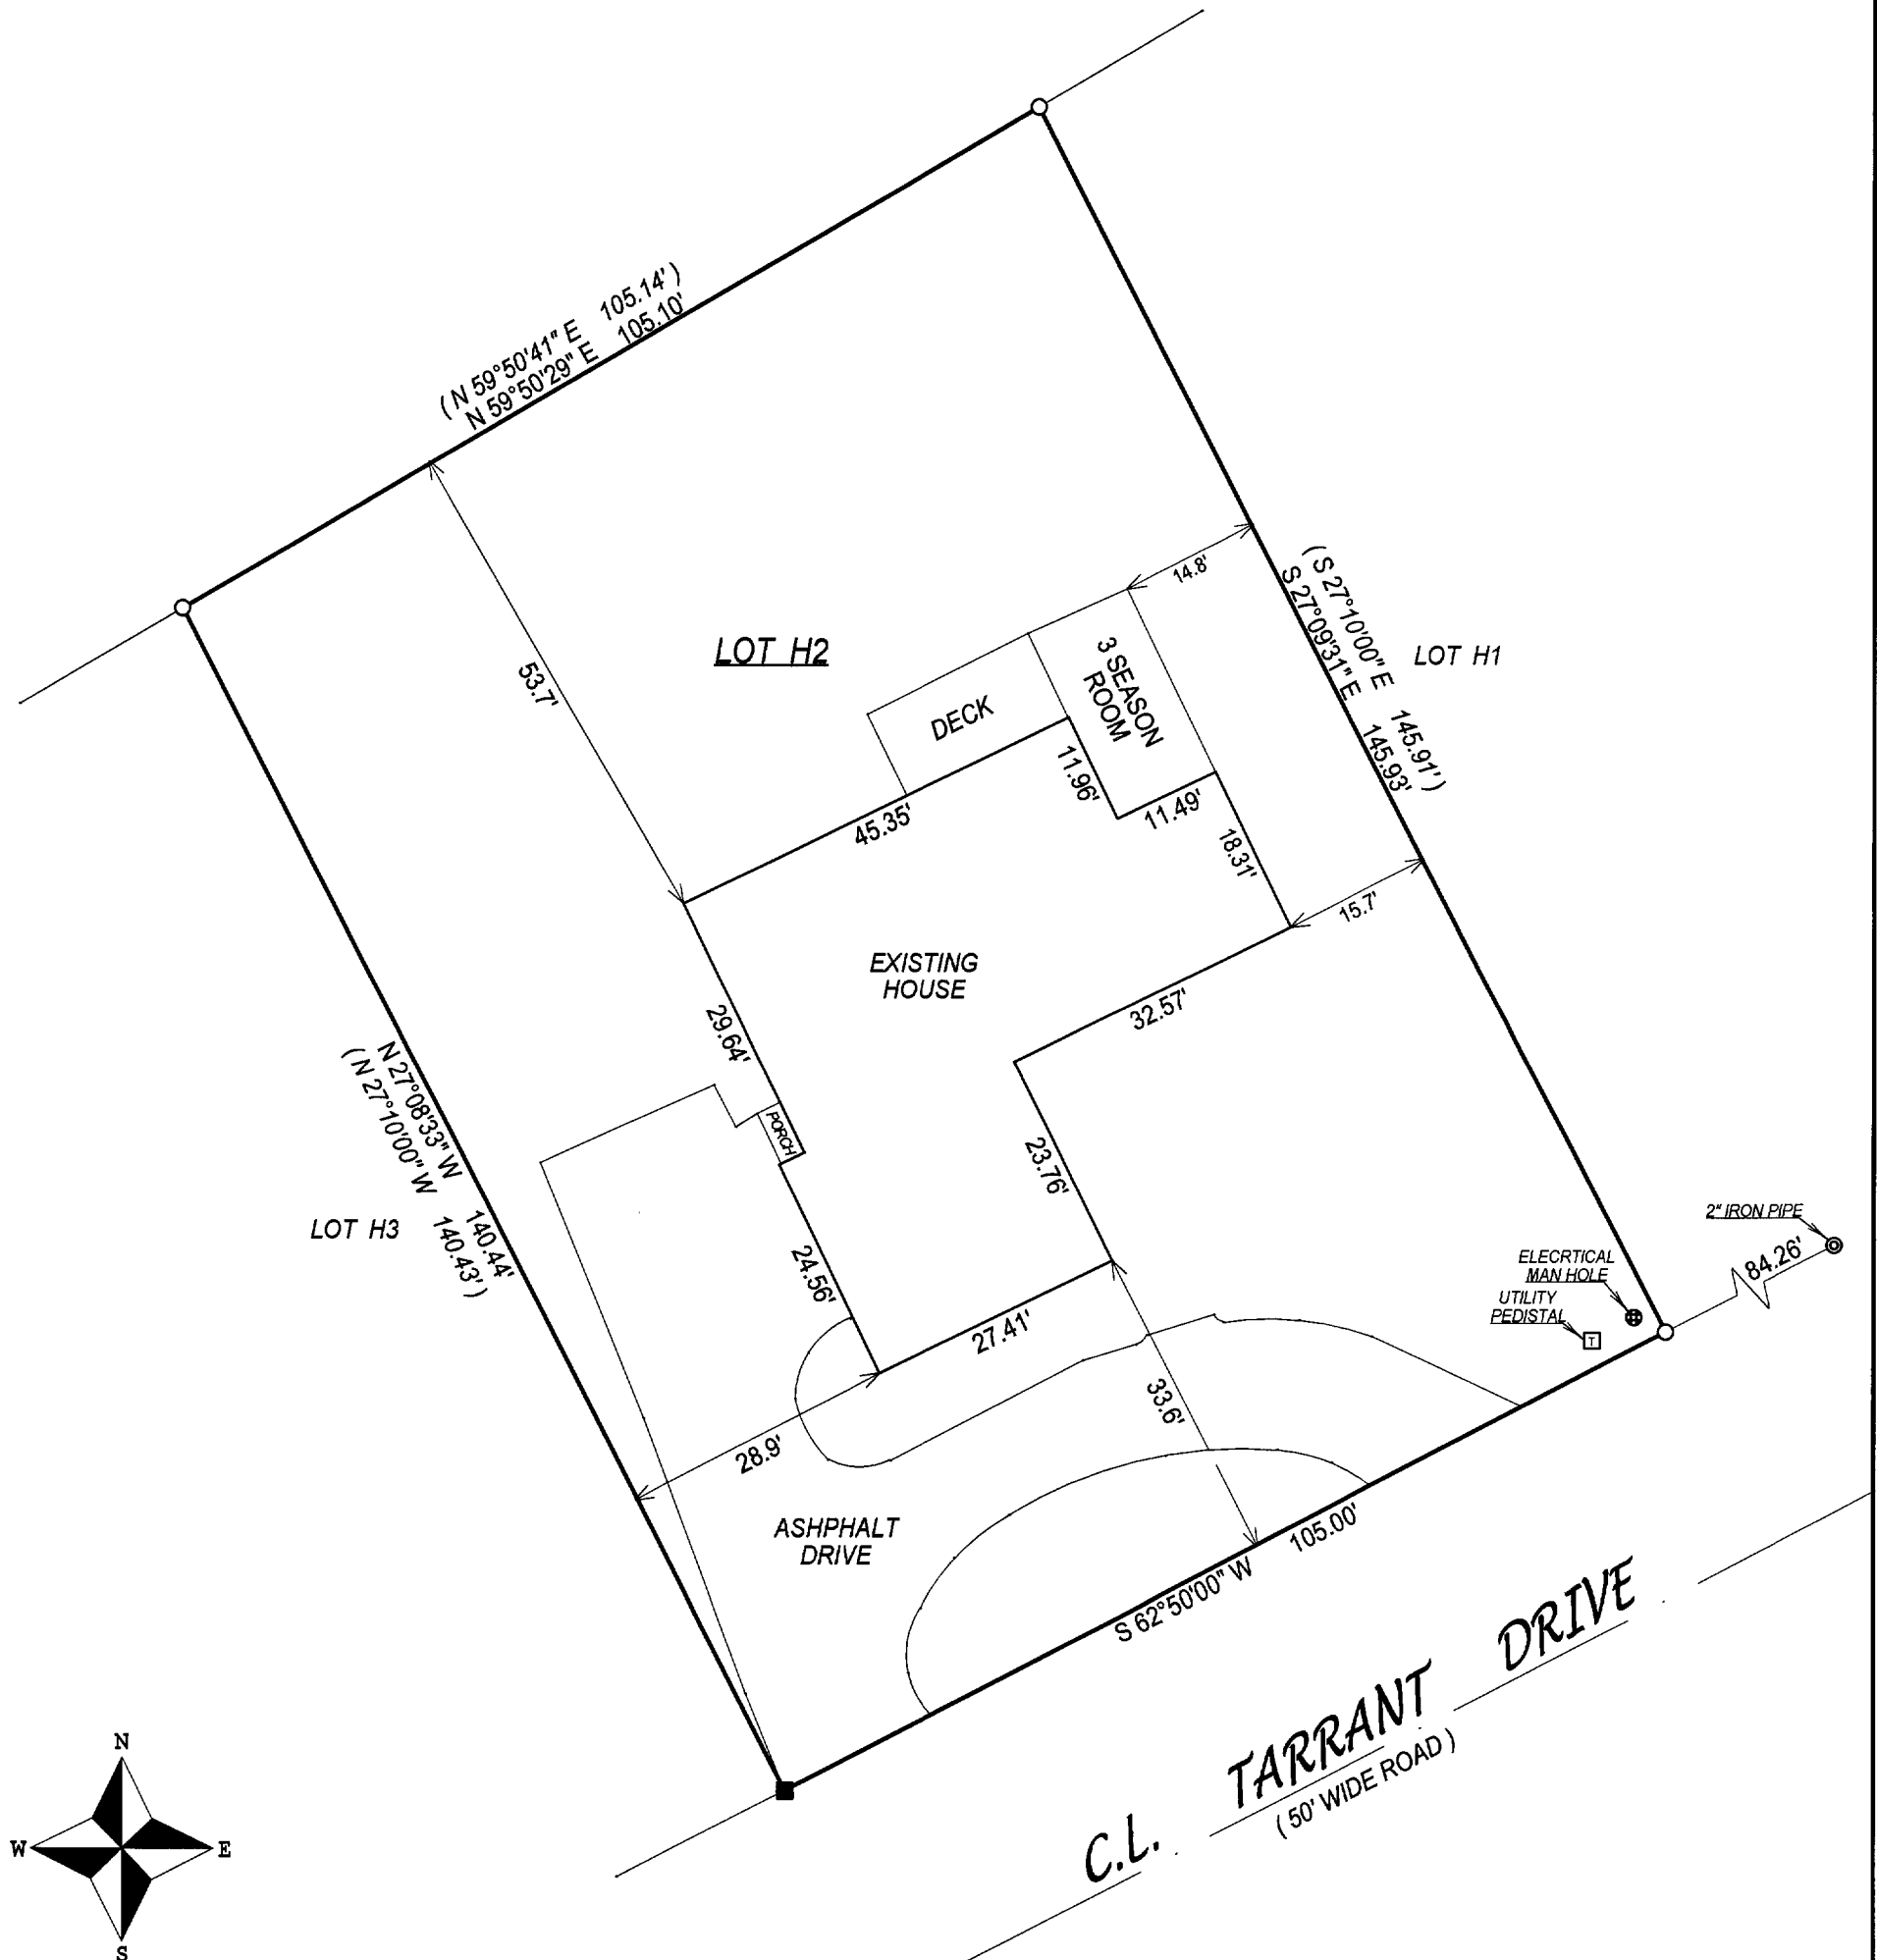 ( N 59°50'41" E 105.14' )
N 59°50'29" E 105.10'
53.7'
LOT H2
14.8'
( S 27°10'00" E 145.91' )
S 27°09'31" E 145.93'
LOT H1
3 SEASON
ROOM
DECK
11.96'
11.49'
45.35'
18.31'
15.7'
EXISTING
HOUSE
32.57'
29.64'
PORCH
23.76'
N 27°08'33" W 140.44'
( N 27°10'00" W 140.43' )
LOT H3
24.56'
27.41'
2" IRON PIPE
84.26'
ELECRTICAL
MAN HOLE
UTILITY
PEDISTAL
T
33.6'
28.9'
ASHPHALT
DRIVE
S 62°50'00" W 105.00'
C.L. TARRANT DRIVE
( 50' WIDE ROAD )
N
W E
S